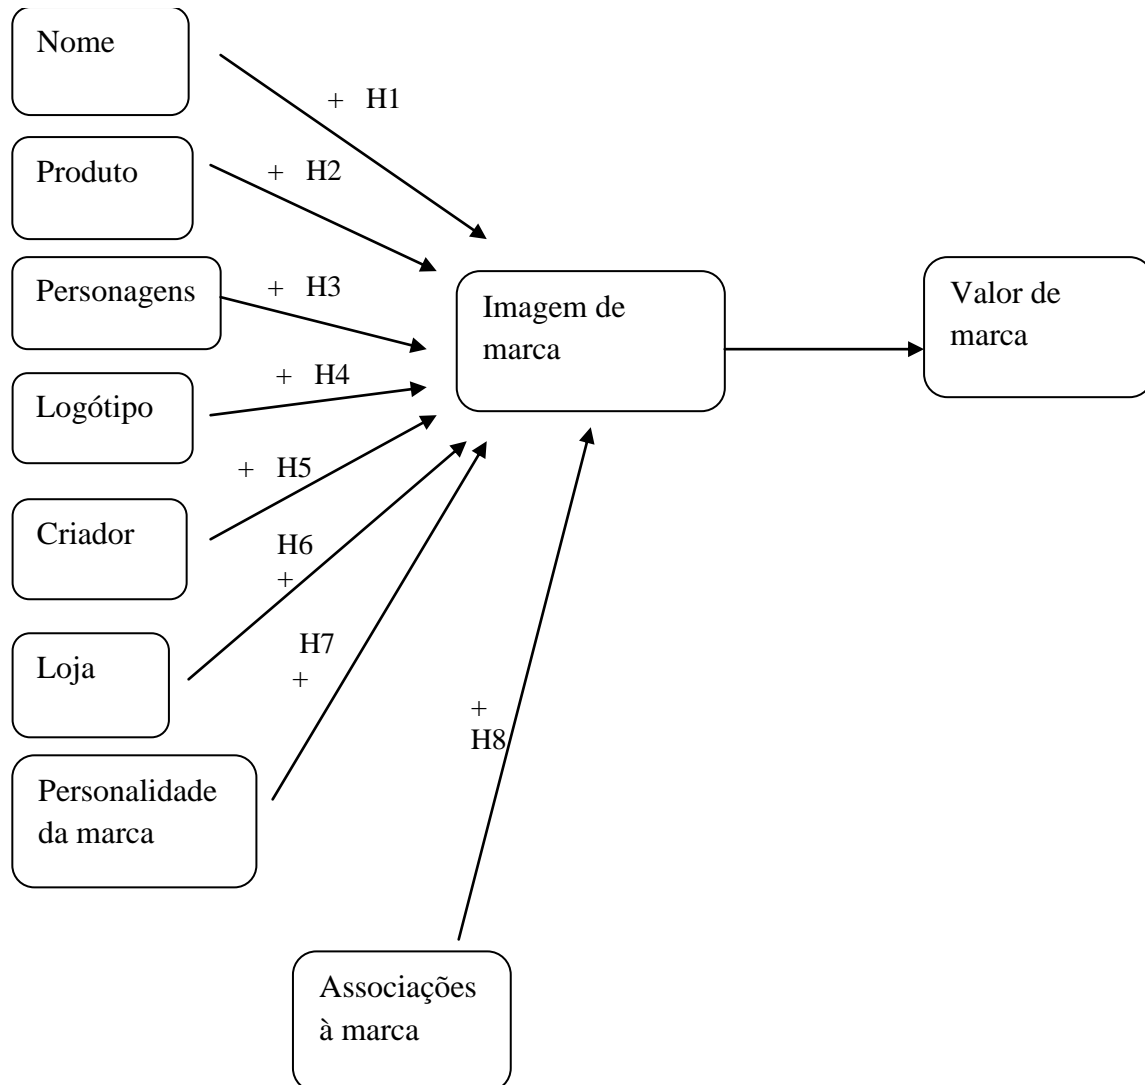 Nome
+ H1
Produto
+ H2
Personagens
+ H3
Imagem de
marca
Valor de
marca
Logótipo
+ H4
Criador
+ H5
H6
+
Loja
H7
+
+
H8
Personalidade
da marca
Associações
à marca